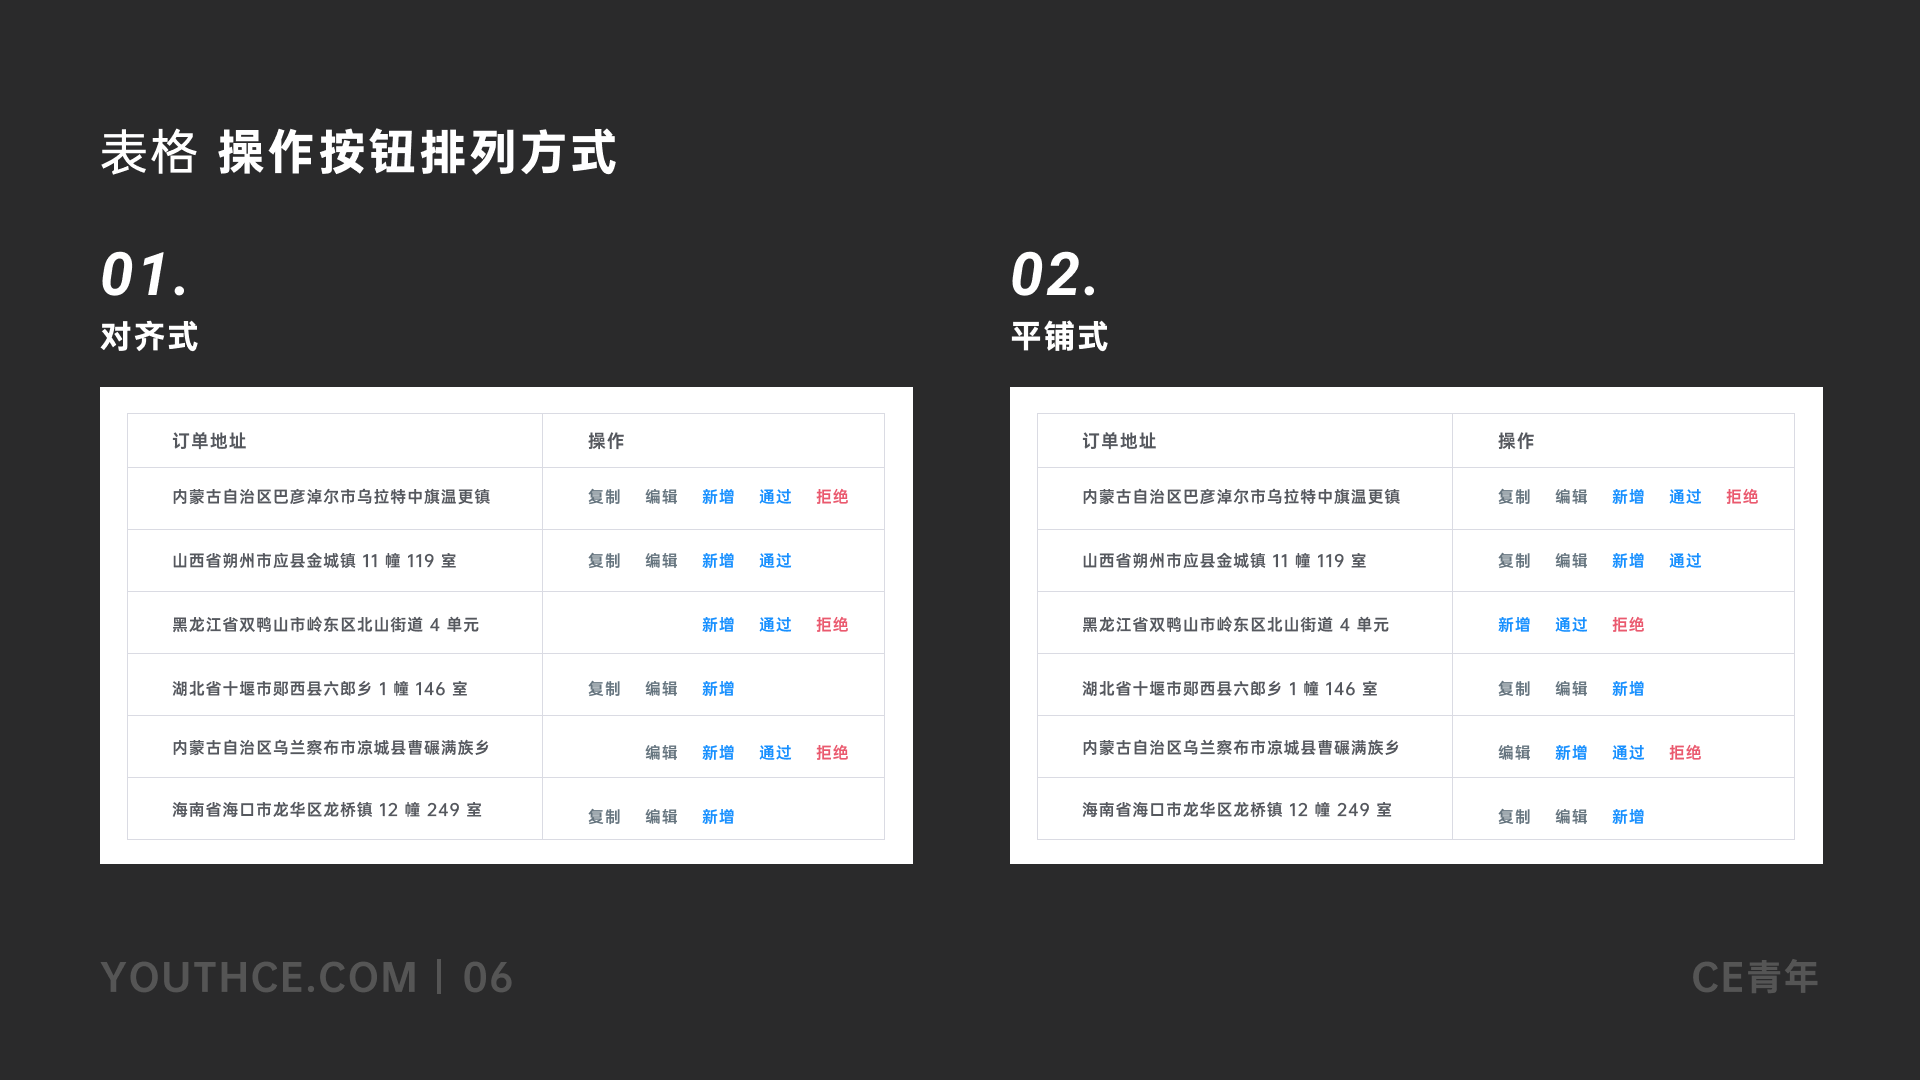 表格 操作按钮排列方式
01.
对齐式
订单地址 操作
内蒙古自治区巴彦淖尔市乌拉特中旗温更镇 复制 编辑 新增 通过 拒绝
山西省朔州市应县金城镇 11 幢 119 室 复制 编辑 新增 通过
黑龙江省双鸭山市岭东区北山街道 4 单元 新增 通过 拒绝
湖北省十堰市郧西县六郎乡 1 幢 146 室 复制 编辑 新增
内蒙古自治区乌兰察布市凉城县曹碾满族乡 编辑 新增 通过 拒绝
海南省海口市龙华区龙桥镇 12 幢 249 室 复制 编辑 新增
02.
平铺式
订单地址 操作
内蒙古自治区巴彦淖尔市乌拉特中旗温更镇 复制 编辑 新增 通过 拒绝
山西省朔州市应县金城镇 11 幢 119 室 复制 编辑 新增 通过
黑龙江省双鸭山市岭东区北山街道 4 单元 新增 通过 拒绝
湖北省十堰市郧西县六郎乡 1 幢 146 室 复制 编辑 新增
内蒙古自治区乌兰察布市凉城县曹碾满族乡 编辑 新增 通过 拒绝
海南省海口市龙华区龙桥镇 12 幢 249 室 复制 编辑 新增
YOUTHCE.COM | 06
CE青年